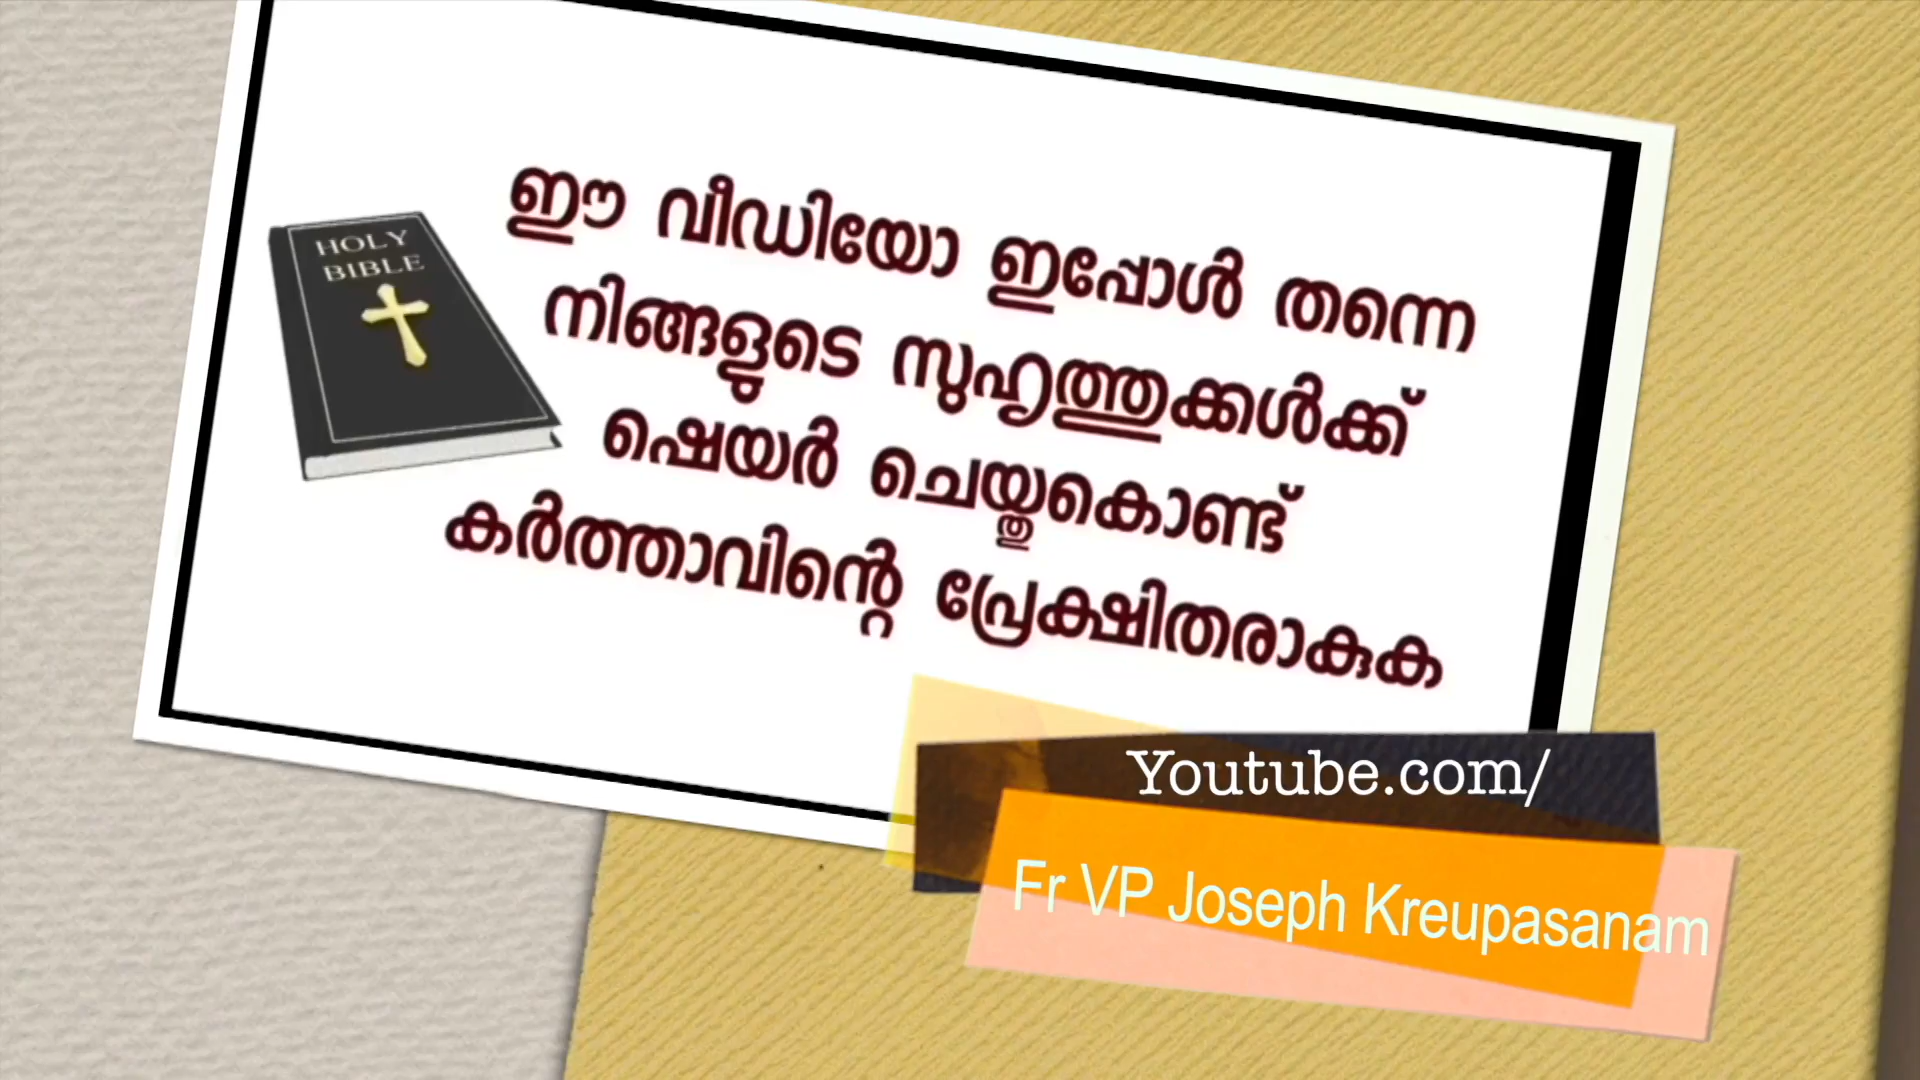 HOLY
BIBLE
ഈ വീഡിയോ ഇപ്പോൾ തന്നെ
നിങ്ങളുടെ സുഹൃത്തുക്കൾക്ക്
ഷെയർ ചെയ്തുകൊണ്ട്
കർത്താവിന്റെ പ്രേക്ഷിതരാകുക
Youtube.com/
Fr VP Joseph Kreupasanam